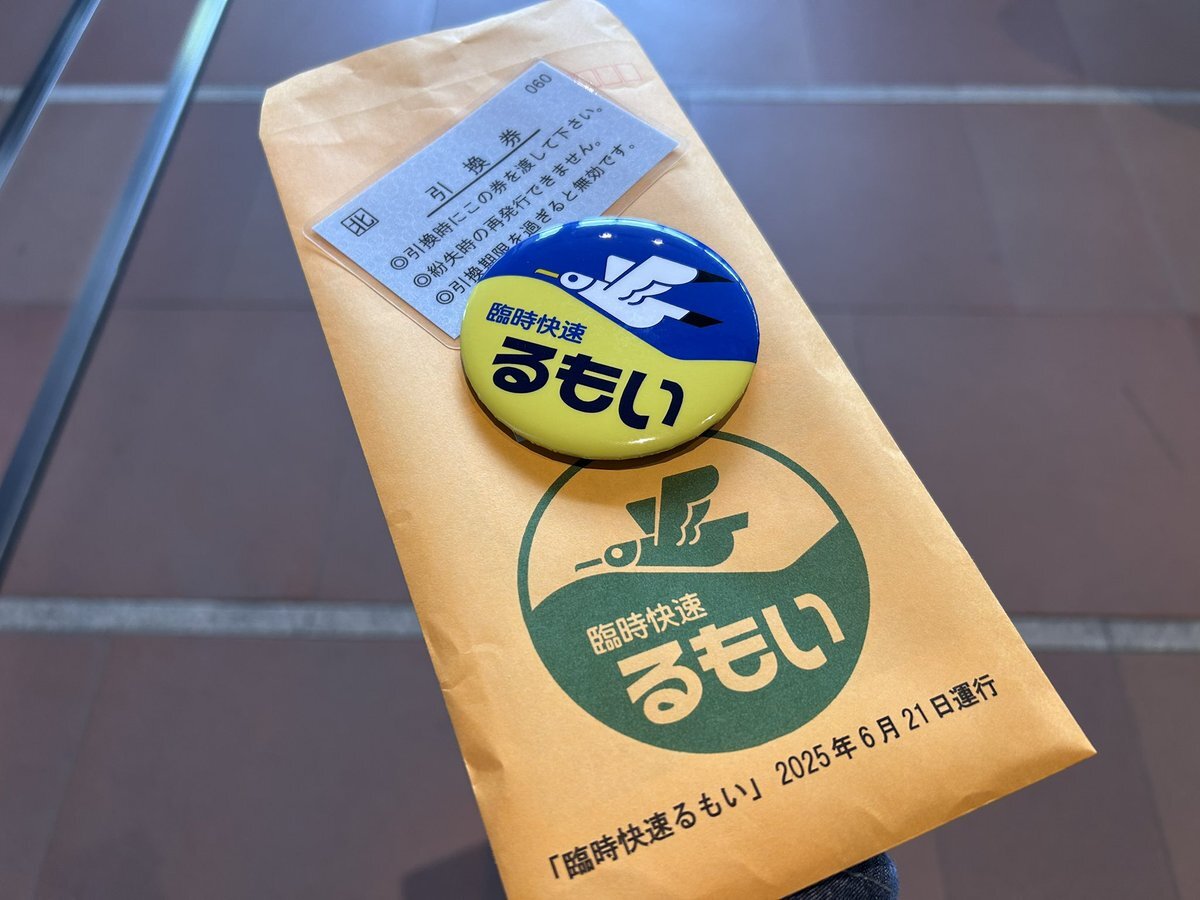 060
引換券
北
◎引換時にこの券を渡して下さい。
◎紛失時の再発行できません。
◎引換期限を過ぎると無効です。
臨時快速
るもい
臨時快速
るもい
「臨時快速るもい」 2025年6月21日運行